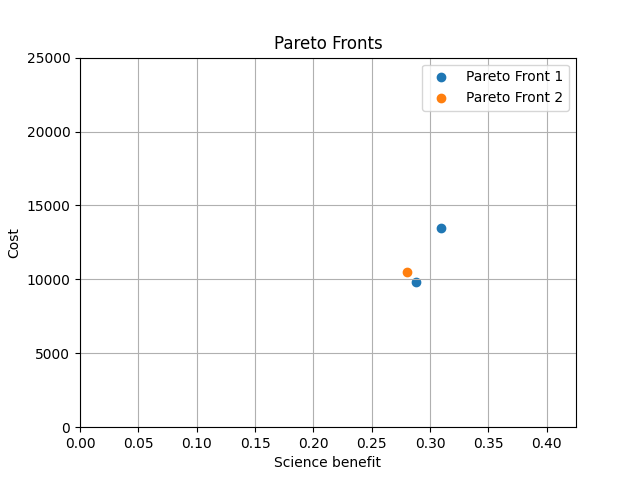 Pareto Fronts
25000
20000
15000
10000
5000
0
Cost
Pareto Front 1
Pareto Front 2
0.00 0.05 0.10 0.15 0.20 0.25 0.30 0.35 0.40
Science benefit